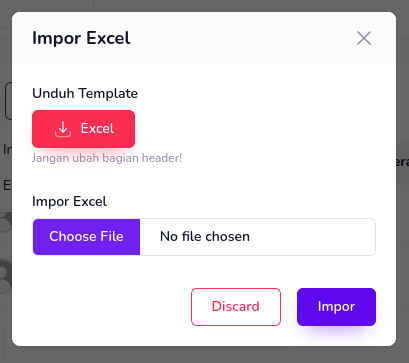 Impor Excel
Unduh Template
Excel
Jangan ubah bagian header!
Impor Excel
Choose File No file chosen
Discard Impor